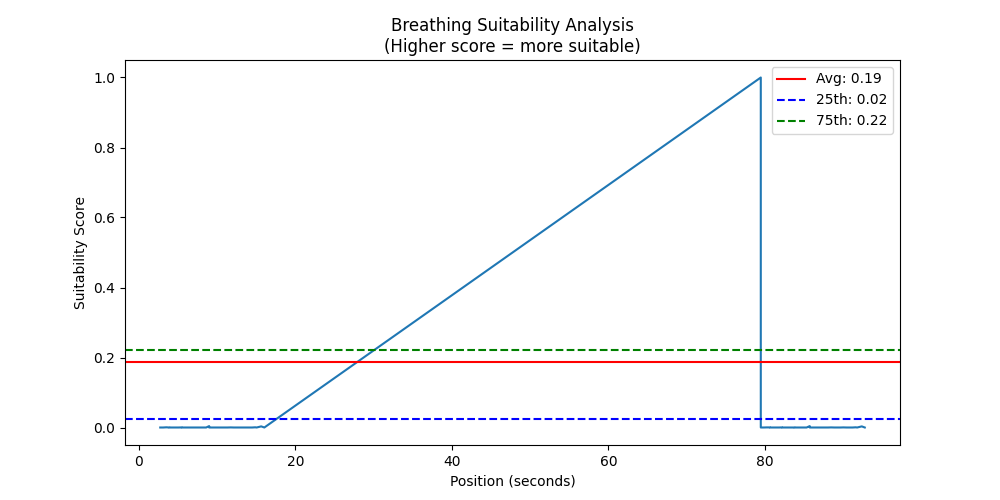 Breathing Suitability Analysis
(Higher score = more suitable)
Avg: 0.19
25th: 0.02
75th: 0.22
Suitability Score
1.0
0.8
0.6
0.4
0.2
0.0
0 20 40 60 80
Position (seconds)